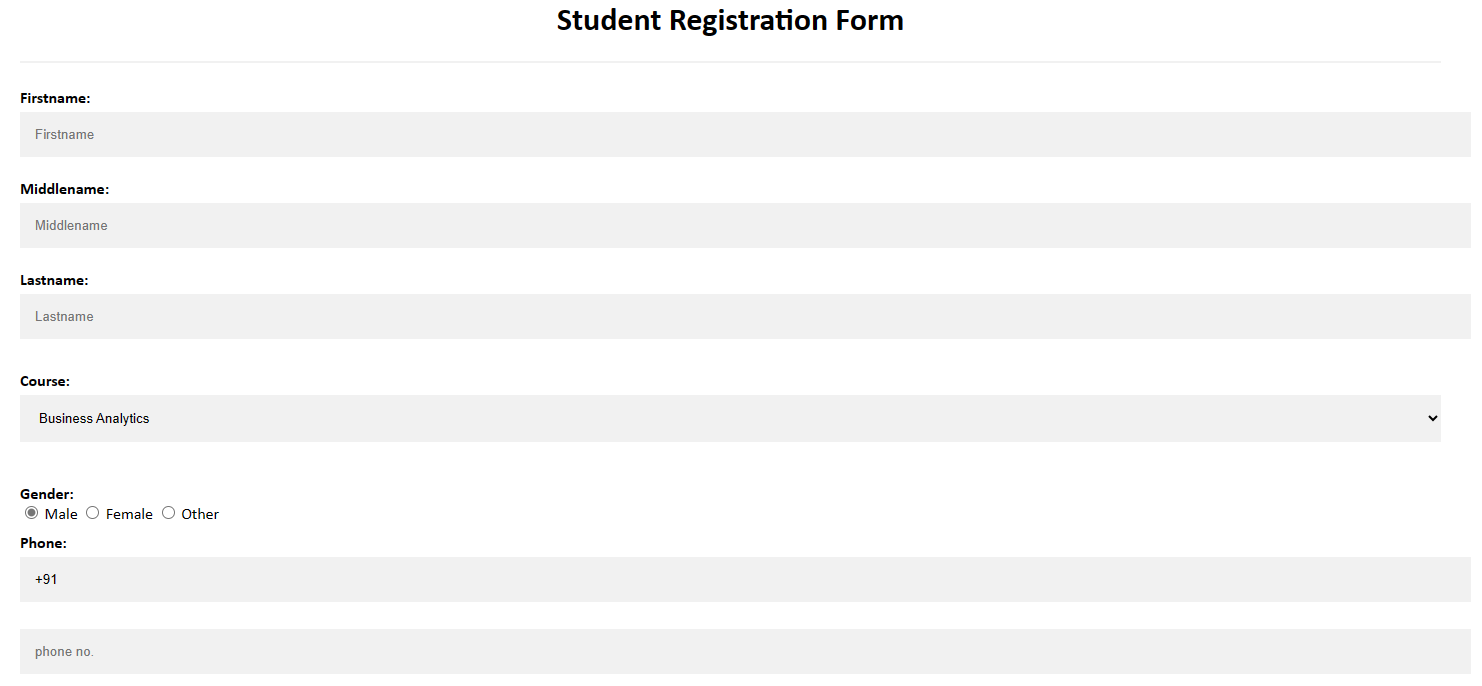 Student Registration Form
Firstname:
Firstname
Middlename:
Middlename
Lastname:
Lastname
Course:
Business Analytics
Gender:
Male Female Other
Phone:
+91
phone no.